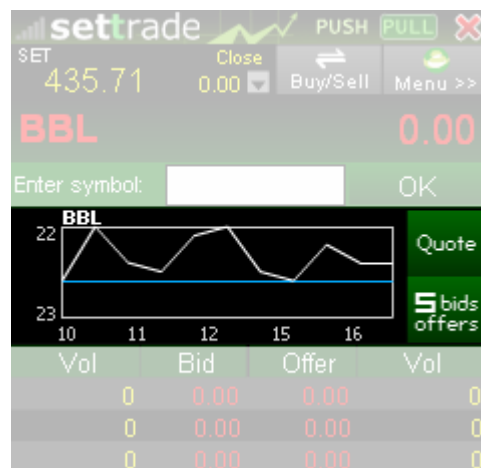 settrade PUSH PULL
SET Close
435.71 0.00 Buy/Sell Menu >>
BBL 0.00
Enter symbol: OK
BBL
22
Quote
23
5 bids
offers
10 11 12 15 16
Vol Bid Offer Vol
0 0.00 0.00 0
0 0.00 0.00 0
0 0.00 0.00 0